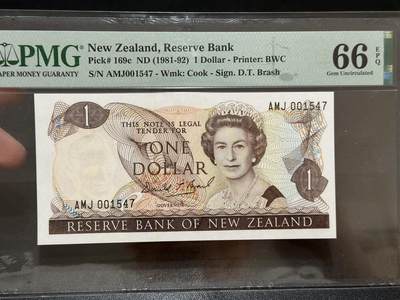 PMG
PAPER MONEY GUARANTY
New Zealand, Reserve Bank
Pick# 169c ND (1981-92) 1 Dollar - Printer: BWC
S/N AMJ001547 - Wmk: Cook - Sign. D.T. Brash
66 EPQ
Gem Uncirculated
1
AMJ 001547
THIS NOTE IS LEGAL
TENDER FOR
ONE
DOLLAR
Donald T. Brash
GOVERNOR
AMJ 001547
1
RESERVE BANK OF NEW ZEALAND